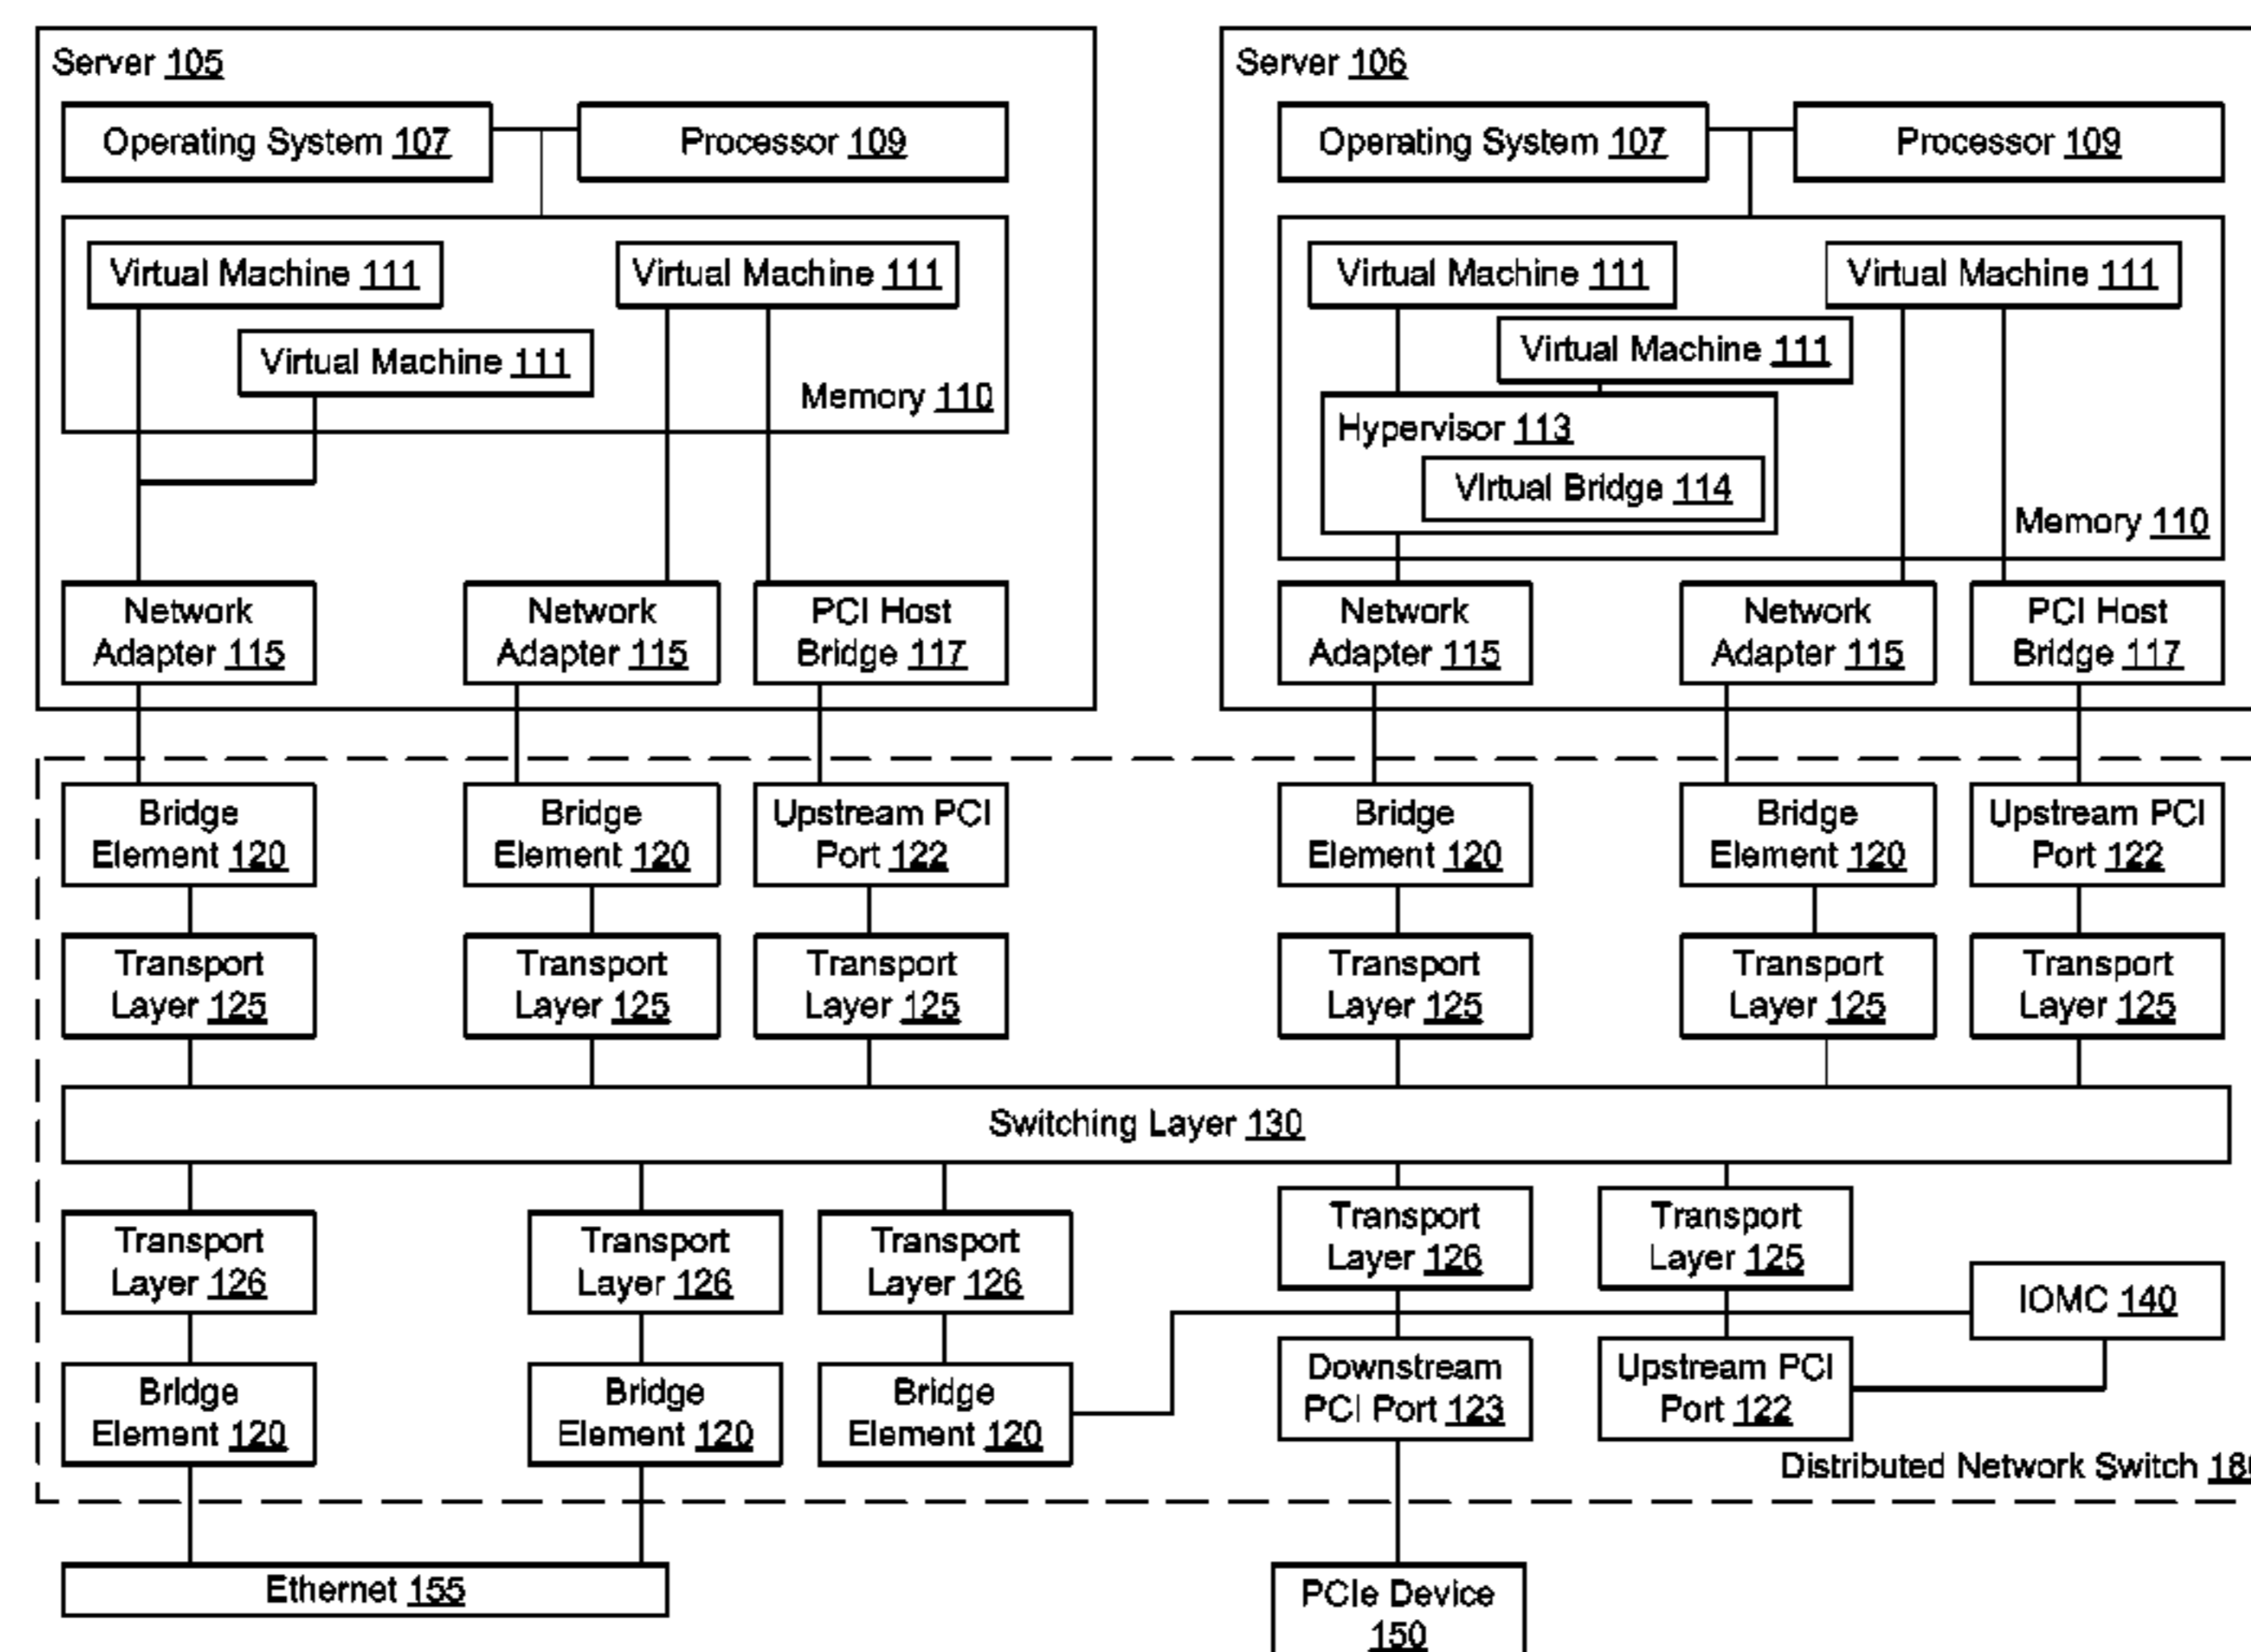 Server 105
Server 106
Operating System 107
Processor 109
Operating System 107
Processor 109
Virtual Machine 111
Virtual Machine 111
Virtual Machine 111
Virtual Machine 111
Virtual Machine 111
Virtual Machine 111
Memory 110
Hypervisor 113
Virtual Bridge 114
Memory 110
Network
Adapter 115
Network
Adapter 115
PCI Host
Bridge 117
Network
Adapter 115
Network
Adapter 115
PCI Host
Bridge 117
Bridge
Element 120
Bridge
Element 120
Upstream PCI
Port 122
Bridge
Element 120
Bridge
Element 120
Upstream PCI
Port 122
Transport
Layer 125
Transport
Layer 125
Transport
Layer 125
Transport
Layer 125
Transport
Layer 125
Transport
Layer 125
Switching Layer 130
Transport
Layer 126
Transport
Layer 126
Transport
Layer 126
Transport
Layer 126
Transport
Layer 125
IOMC 140
Bridge
Element 120
Bridge
Element 120
Bridge
Element 120
Downstream
PCI Port 123
Upstream PCI
Port 122
Distributed Network Switch
Ethernet 155
PCIe Device
150